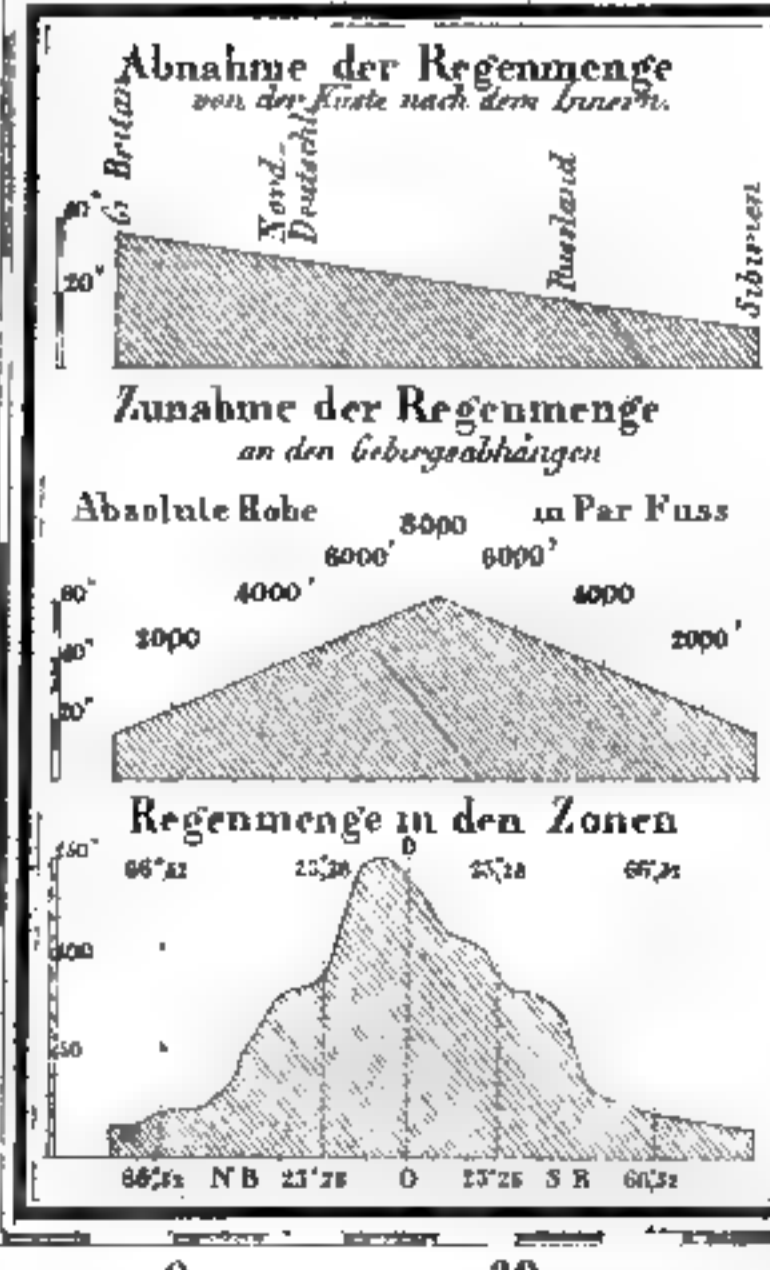 Abnahme der Regenmenge
von der Küste nach dem Innern.
G. Britan
Nord-
Deutschl
Russland
Sibirien
40"
20"
Zunahme der Regenmenge
an den Gebirgsabhängen
Absolute Höhe in Par Fuss
8000
6000' 6000'
4000' 4000
2000 2000'
60"
40"
20"
Regenmenge in den Zonen
0
150"
66°,32 23°,28 23°,28 66°,32
100
50
66°,32 N B 23°,28 0 23°,28 S B 66°,32
0 20